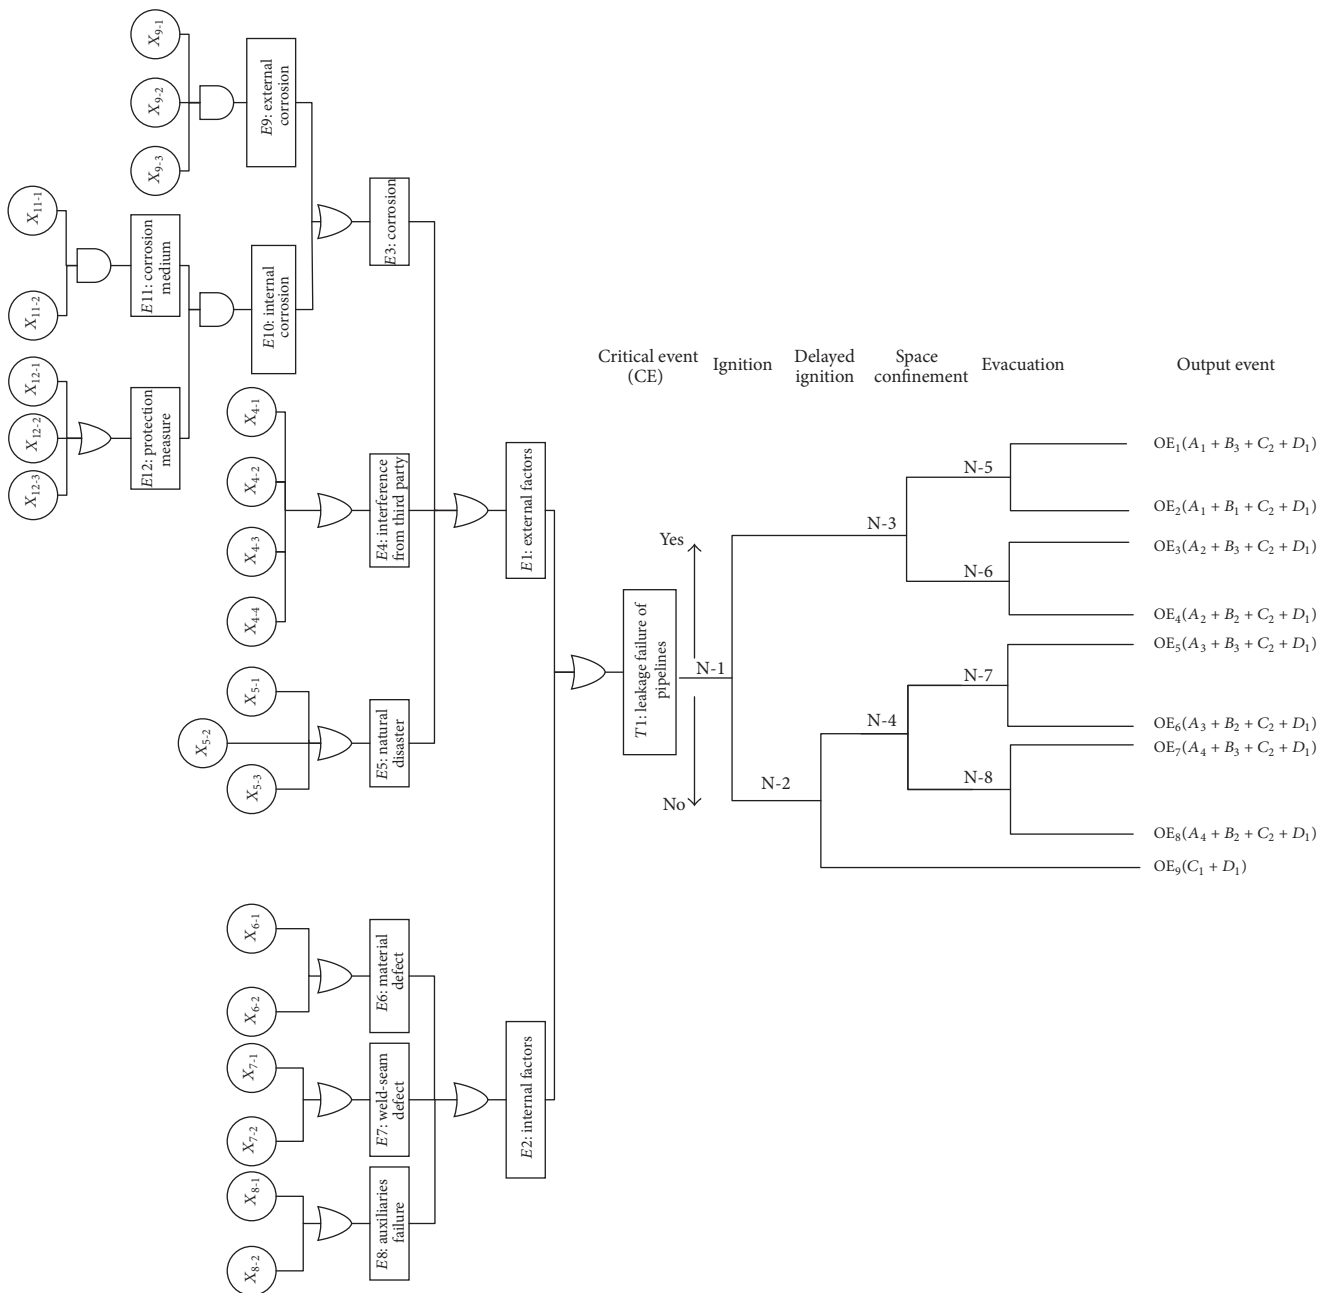 X9-1
X9-2
X9-3
E9: external
corrosion
X11-1
X11-2
E11: corrosion
medium
X12-1
X12-2
X12-3
E12: protection
measure
E10: internal
corrosion
E3: corrosion
X4-1
X4-2
X4-3
X4-4
E4: interference
from third party
X5-1
X5-2
X5-3
E5: natural
disaster
E1: external factors
X6-1
X6-2
E6: material
defect
X7-1
X7-2
E7: weld-seam
defect
X8-1
X8-2
E8: auxiliaries
failure
E2: internal factors
T1: leakage failure of
pipelines
Critical event
(CE)
Ignition
Delayed
ignition
Space
confinement
Evacuation
Output event
Yes
No
N-1
N-2
N-3
N-4
N-5
N-6
N-7
N-8
OE₁(A₁ + B₃ + C₂ + D₁)
OE₂(A₁ + B₁ + C₂ + D₁)
OE₃(A₂ + B₃ + C₂ + D₁)
OE₄(A₂ + B₂ + C₂ + D₁)
OE₅(A₃ + B₃ + C₂ + D₁)
OE₆(A₃ + B₂ + C₂ + D₁)
OE₇(A₄ + B₃ + C₂ + D₁)
OE₈(A₄ + B₂ + C₂ + D₁)
OE₉(C₁ + D₁)